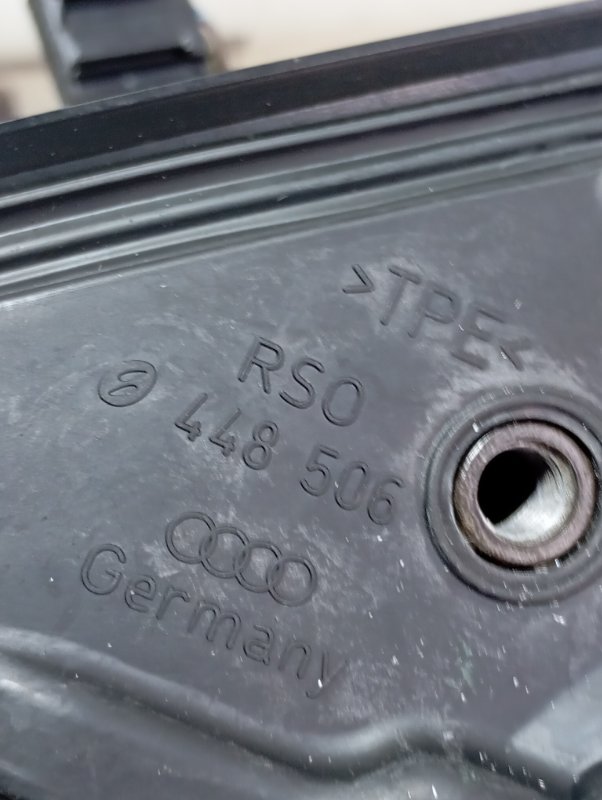 >TPE<
RSO
448 506
Germany